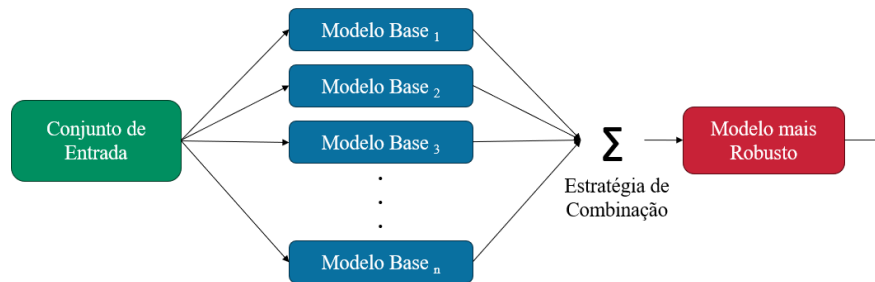 Modelo Base 1
Modelo Base 2
Conjunto de
Entrada
Modelo Base 3
Σ
Modelo mais
Robusto
Estratégia de
Combinação
Modelo Base n